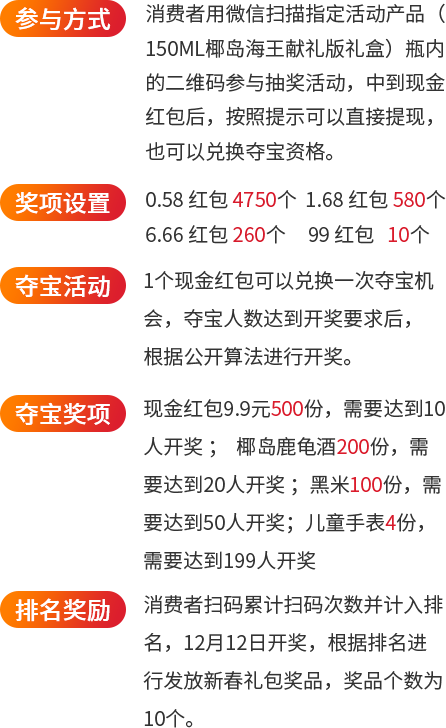 参与方式
消费者用微信扫描指定活动产品（
150ML椰岛海王献礼版礼盒）瓶内
的二维码参与抽奖活动，中到现金
红包后，按照提示可以直接提现，
也可以兑换夺宝资格。
奖项设置
0.58 红包 4750个 1.68 红包 580个
6.66 红包 260个 99 红包 10个
夺宝活动
1个现金红包可以兑换一次夺宝机
会，夺宝人数达到开奖要求后，
根据公开算法进行开奖。
夺宝奖项
现金红包9.9元500份，需要达到10
人开奖； 椰岛鹿龟酒200份，需
要达到20人开奖；黑米100份，需
要达到50人开奖；儿童手表4份，
需要达到199人开奖
排名奖励
消费者扫码累计扫码次数并计入排
名，12月12日开奖，根据排名进
行发放新春礼包奖品，奖品个数为
10个。